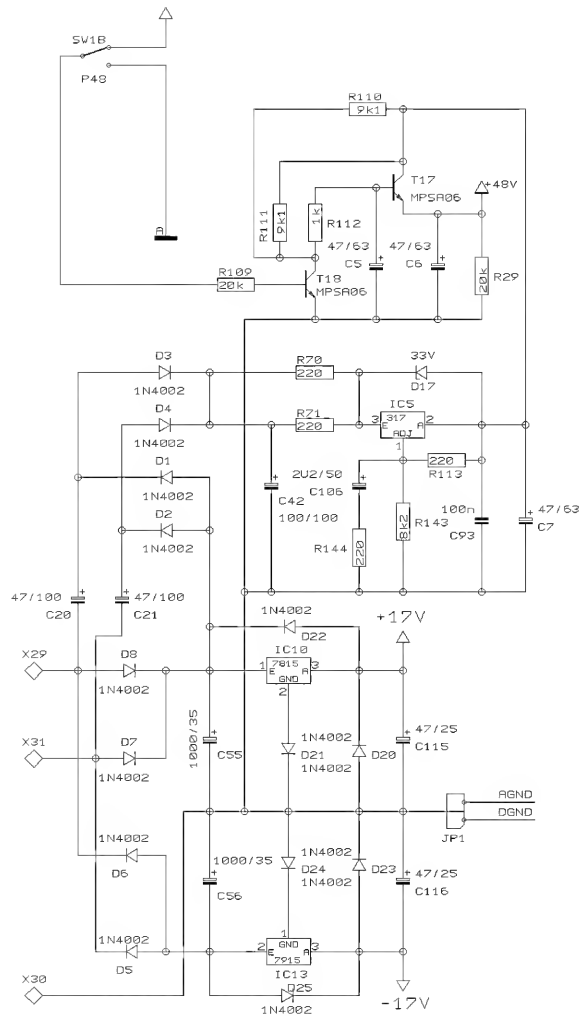 SW1B
P48
R110
9k1
T17
MPSA06
+48V
R111
9k1
1k
R112
47/63
C5
47/63
C6
R29
20k
A
R109
20k
T18
MPSA06
D3
1N4002
R70
220
33V
D17
D4
1N4002
R71
220
IC5
3 E 317 A 2
ADJ
1
D1
1N4002
2U2/50
C106
220
R113
C42
100/100
8k2
R143
100n
C93
47/63
C7
D2
1N4002
R144
220
47/100
C20
47/100
C21
1N4002
D22
+17V
X29
D8
1N4002
IC10
1 E 7815 A 3
GND
2
X31
D7
1N4002
1000/35
C55
1N4002
D21
1N4002
D20
47/25
C115
AGND
DGND
JP1
1N4002
D6
1000/35
C56
1N4002
D24
1N4002
D23
47/25
C116
1N4002
D5
1
2 E GND A 3
7915
IC13
X30
D25
1N4002
-17V